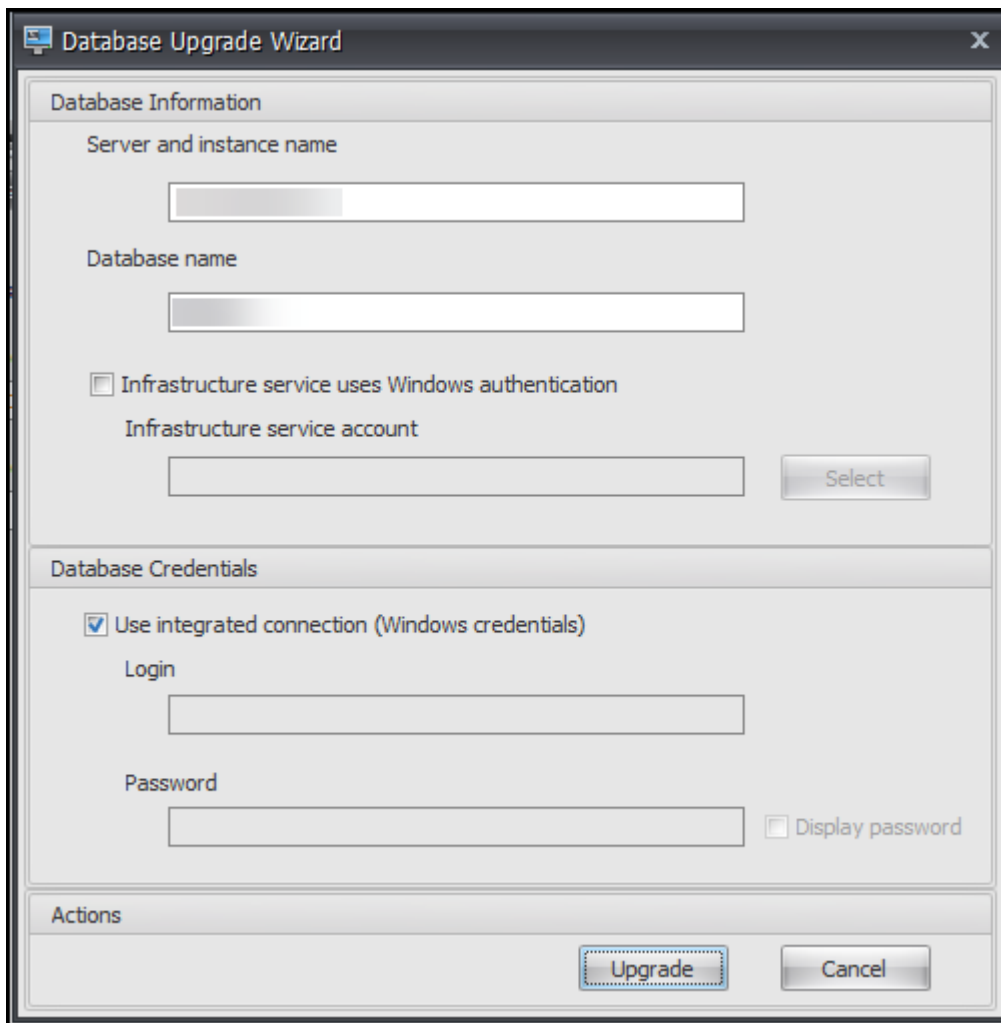 Database Upgrade Wizard
Database Information
Server and instance name
Database name
Infrastructure service uses Windows authentication
Infrastructure service account
Select
Database Credentials
Use integrated connection (Windows credentials)
Login
Password
Display password
Actions
Upgrade Cancel